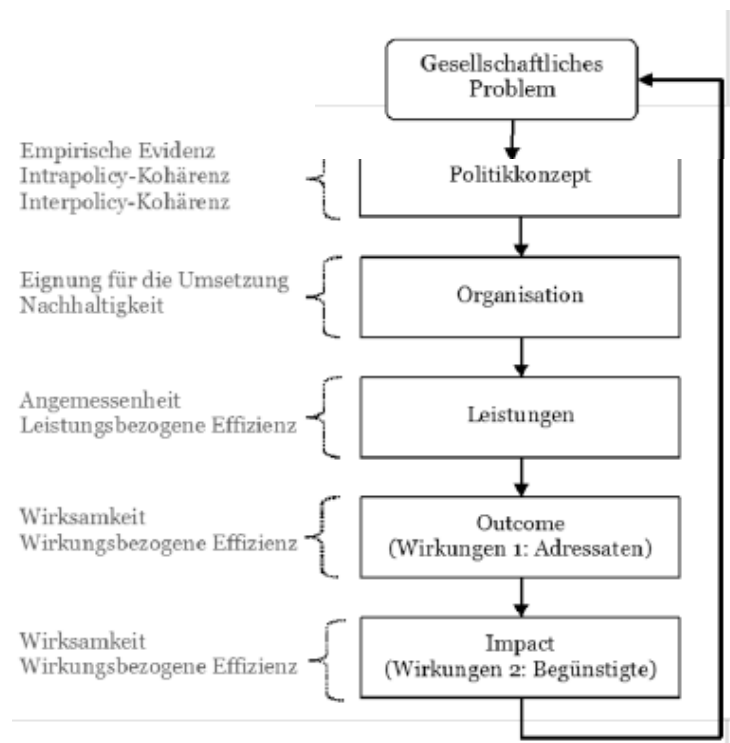 Gesellschaftliches
Problem
Empirische Evidenz
Intrapolicy-Kohärenz
Interpolicy-Kohärenz
Politikkonzept
Eignung für die Umsetzung
Nachhaltigkeit
Organisation
Angemessenheit
Leistungsbezogene Effizienz
Leistungen
Wirksamkeit
Wirkungsbezogene Effizienz
Outcome
(Wirkungen 1: Adressaten)
Wirksamkeit
Wirkungsbezogene Effizienz
Impact
(Wirkungen 2: Begünstigte)